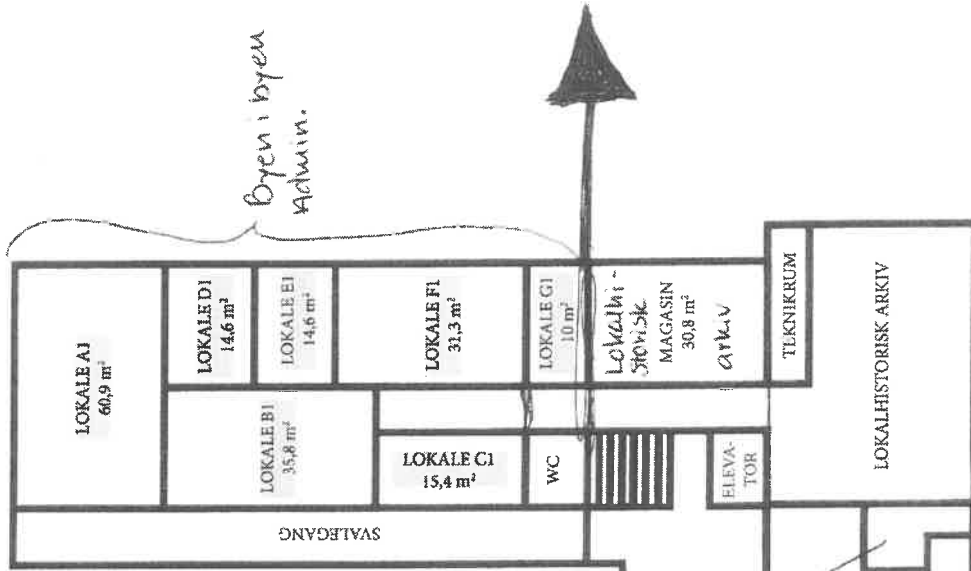 Byen i byen
Admin.
LOKALE A1
60,9 m²
LOKALE D1
14,6 m²
LOKALE E1
14,6 m²
LOKALE B1
35,8 m²
LOKALE F1
31,3 m²
LOKALE C1
15,4 m²
LOKALE G1
10 m²
WC
SVALEGANG
Lokalhi-
storisk
MAGASIN
30,8 m²
arkiv
ELEVA-
TOR
TEKNIKRUM
LOKALHISTORISK ARKIV